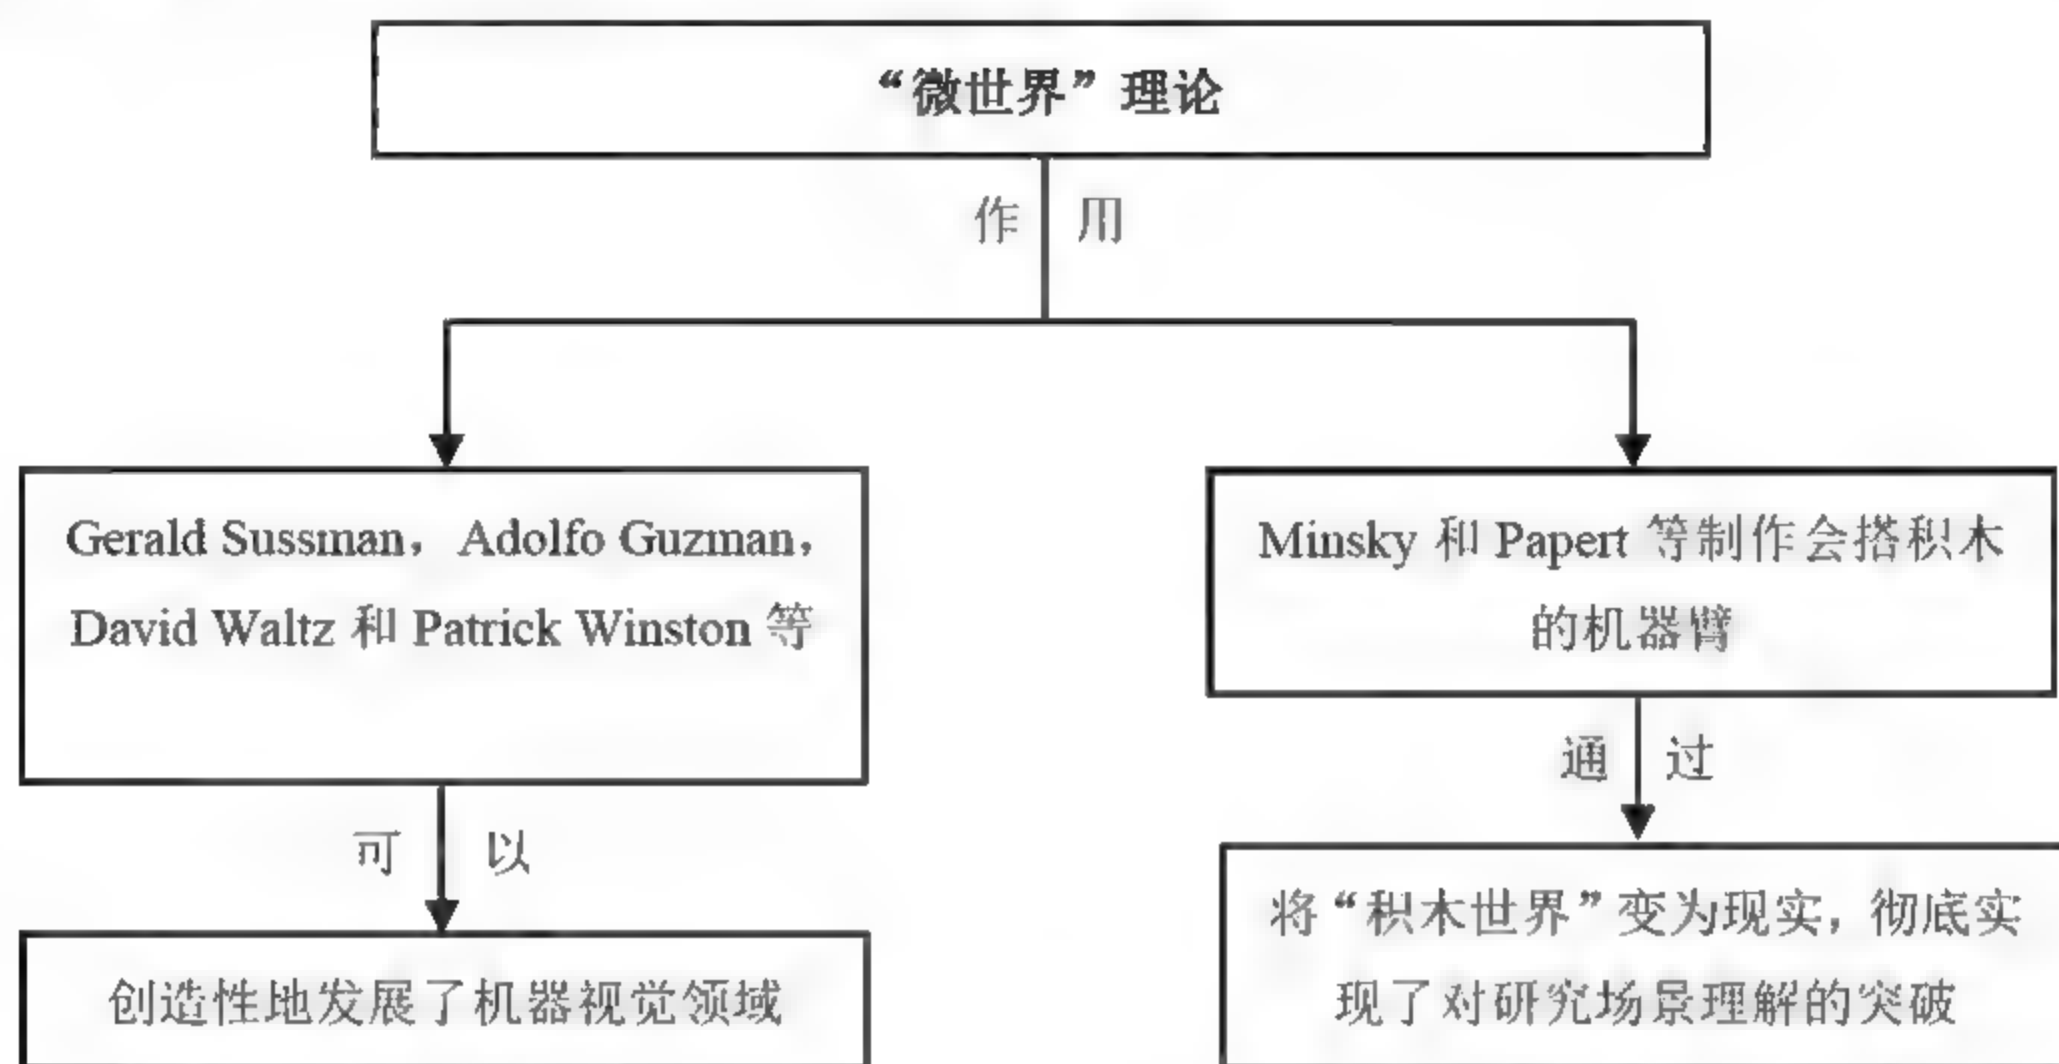 “微世界”理论
作用
Gerald Sussman，Adolfo Guzman，
David Waltz 和 Patrick Winston 等
Minsky 和 Papert 等制作会搭积木
的机器臂
可以
通过
创造性地发展了机器视觉领域
将“积木世界”变为现实，彻底实
现了对研究场景理解的突破